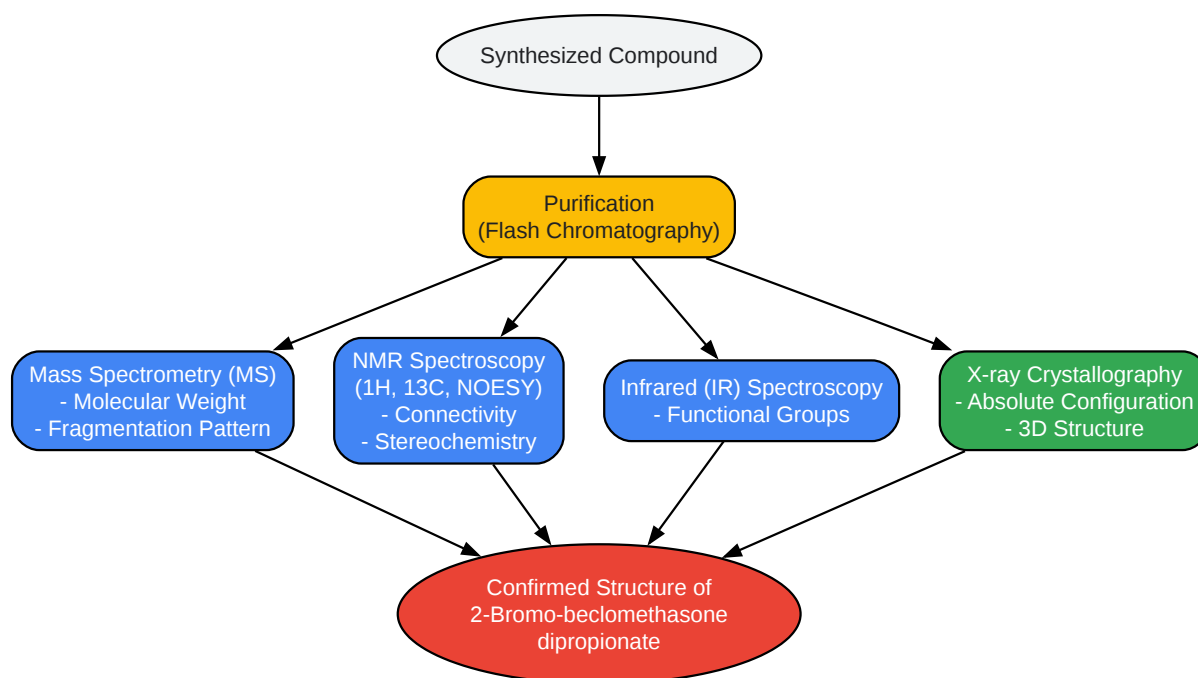 Synthesized Compound
Purification
(Flash Chromatography)
Mass Spectrometry (MS)
- Molecular Weight
- Fragmentation Pattern
NMR Spectroscopy
(1H, 13C, NOESY)
- Connectivity
- Stereochemistry
Infrared (IR) Spectroscopy
- Functional Groups
X-ray Crystallography
- Absolute Configuration
- 3D Structure
Confirmed Structure of
2-Bromo-beclomethasone
dipropionate